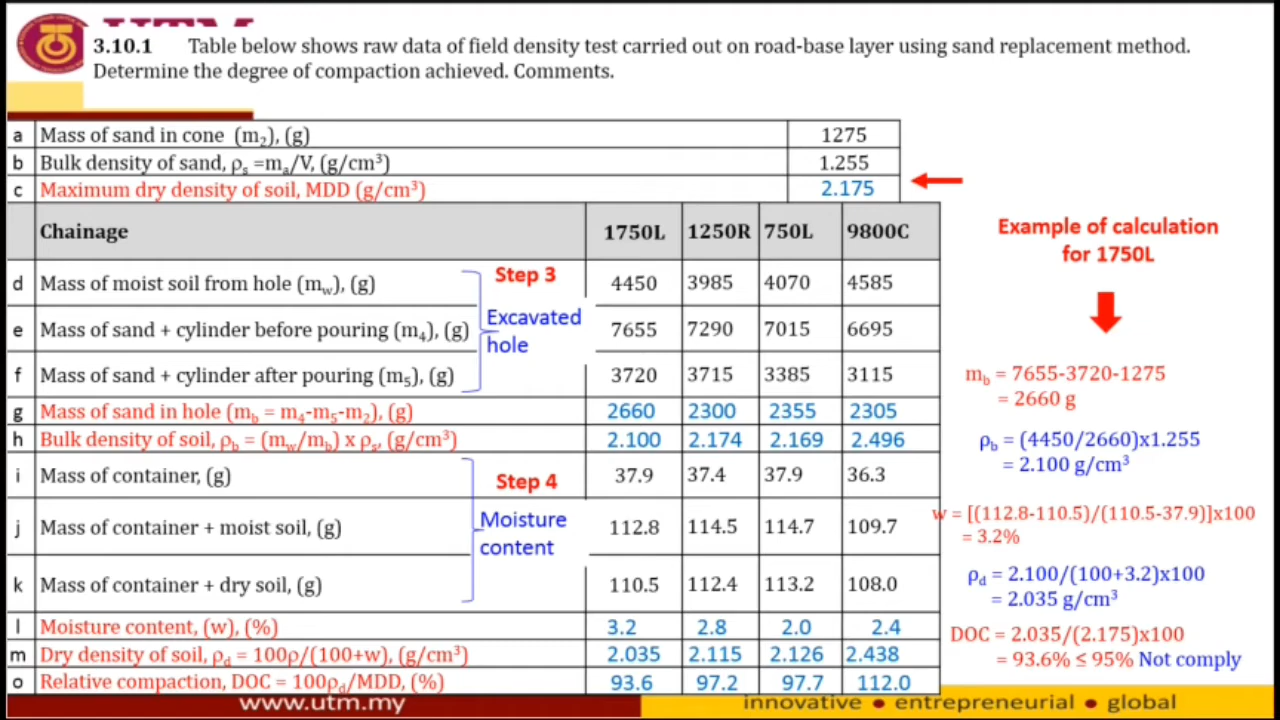 UTM
3.10.1 Table below shows raw data of field density test carried out on road-base layer using sand replacement method.
Determine the degree of compaction achieved. Comments.
a Mass of sand in cone (m₂), (g) 1275
b Bulk density of sand, ρₛ =mₐ/V, (g/cm³) 1.255
c Maximum dry density of soil, MDD (g/cm³) 2.175
Chainage 1750L 1250R 750L 9800C
Example of calculation
for 1750L
d Mass of moist soil from hole (m_w), (g) 4450 3985 4070 4585
Step 3
e Mass of sand + cylinder before pouring (m₄), (g) 7655 7290 7015 6695
Excavated
hole
f Mass of sand + cylinder after pouring (m₅), (g) 3720 3715 3385 3115
g Mass of sand in hole (m_b = m₄-m₅-m₂), (g) 2660 2300 2355 2305
h Bulk density of soil, ρ_b = (m_w/m_b) x ρₛ, (g/cm³) 2.100 2.174 2.169 2.496
i Mass of container, (g) 37.9 37.4 37.9 36.3
Step 4
j Mass of container + moist soil, (g) 112.8 114.5 114.7 109.7
Moisture
content
k Mass of container + dry soil, (g) 110.5 112.4 113.2 108.0
l Moisture content, (w), (%) 3.2 2.8 2.0 2.4
m Dry density of soil, ρ_d = 100ρ/(100+w), (g/cm³) 2.035 2.115 2.126 2.438
o Relative compaction, DOC = 100ρ_d/MDD, (%) 93.6 97.2 97.7 112.0
m_b = 7655-3720-1275
= 2660 g
ρ_b = (4450/2660)x1.255
= 2.100 g/cm³
w = [(112.8-110.5)/(110.5-37.9)]x100
= 3.2%
ρ_d = 2.100/(100+3.2)x100
= 2.035 g/cm³
DOC = 2.035/(2.175)x100
= 93.6% ≤ 95% Not comply
www.utm.my
innovative ● entrepreneurial ● global